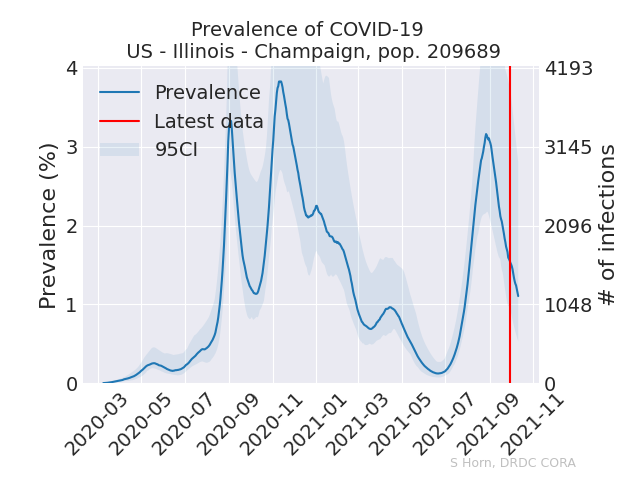 Prevalence of COVID-19
US - Illinois - Champaign, pop. 209689
Prevalence
Latest data
95CI
Prevalence (%)
4
3
2
1
0
4193
3145
2096
1048
0
# of infections
2020-03
2020-05
2020-07
2020-09
2020-11
2021-01
2021-03
2021-05
2021-07
2021-09
2021-11
S Horn, DRDC CORA